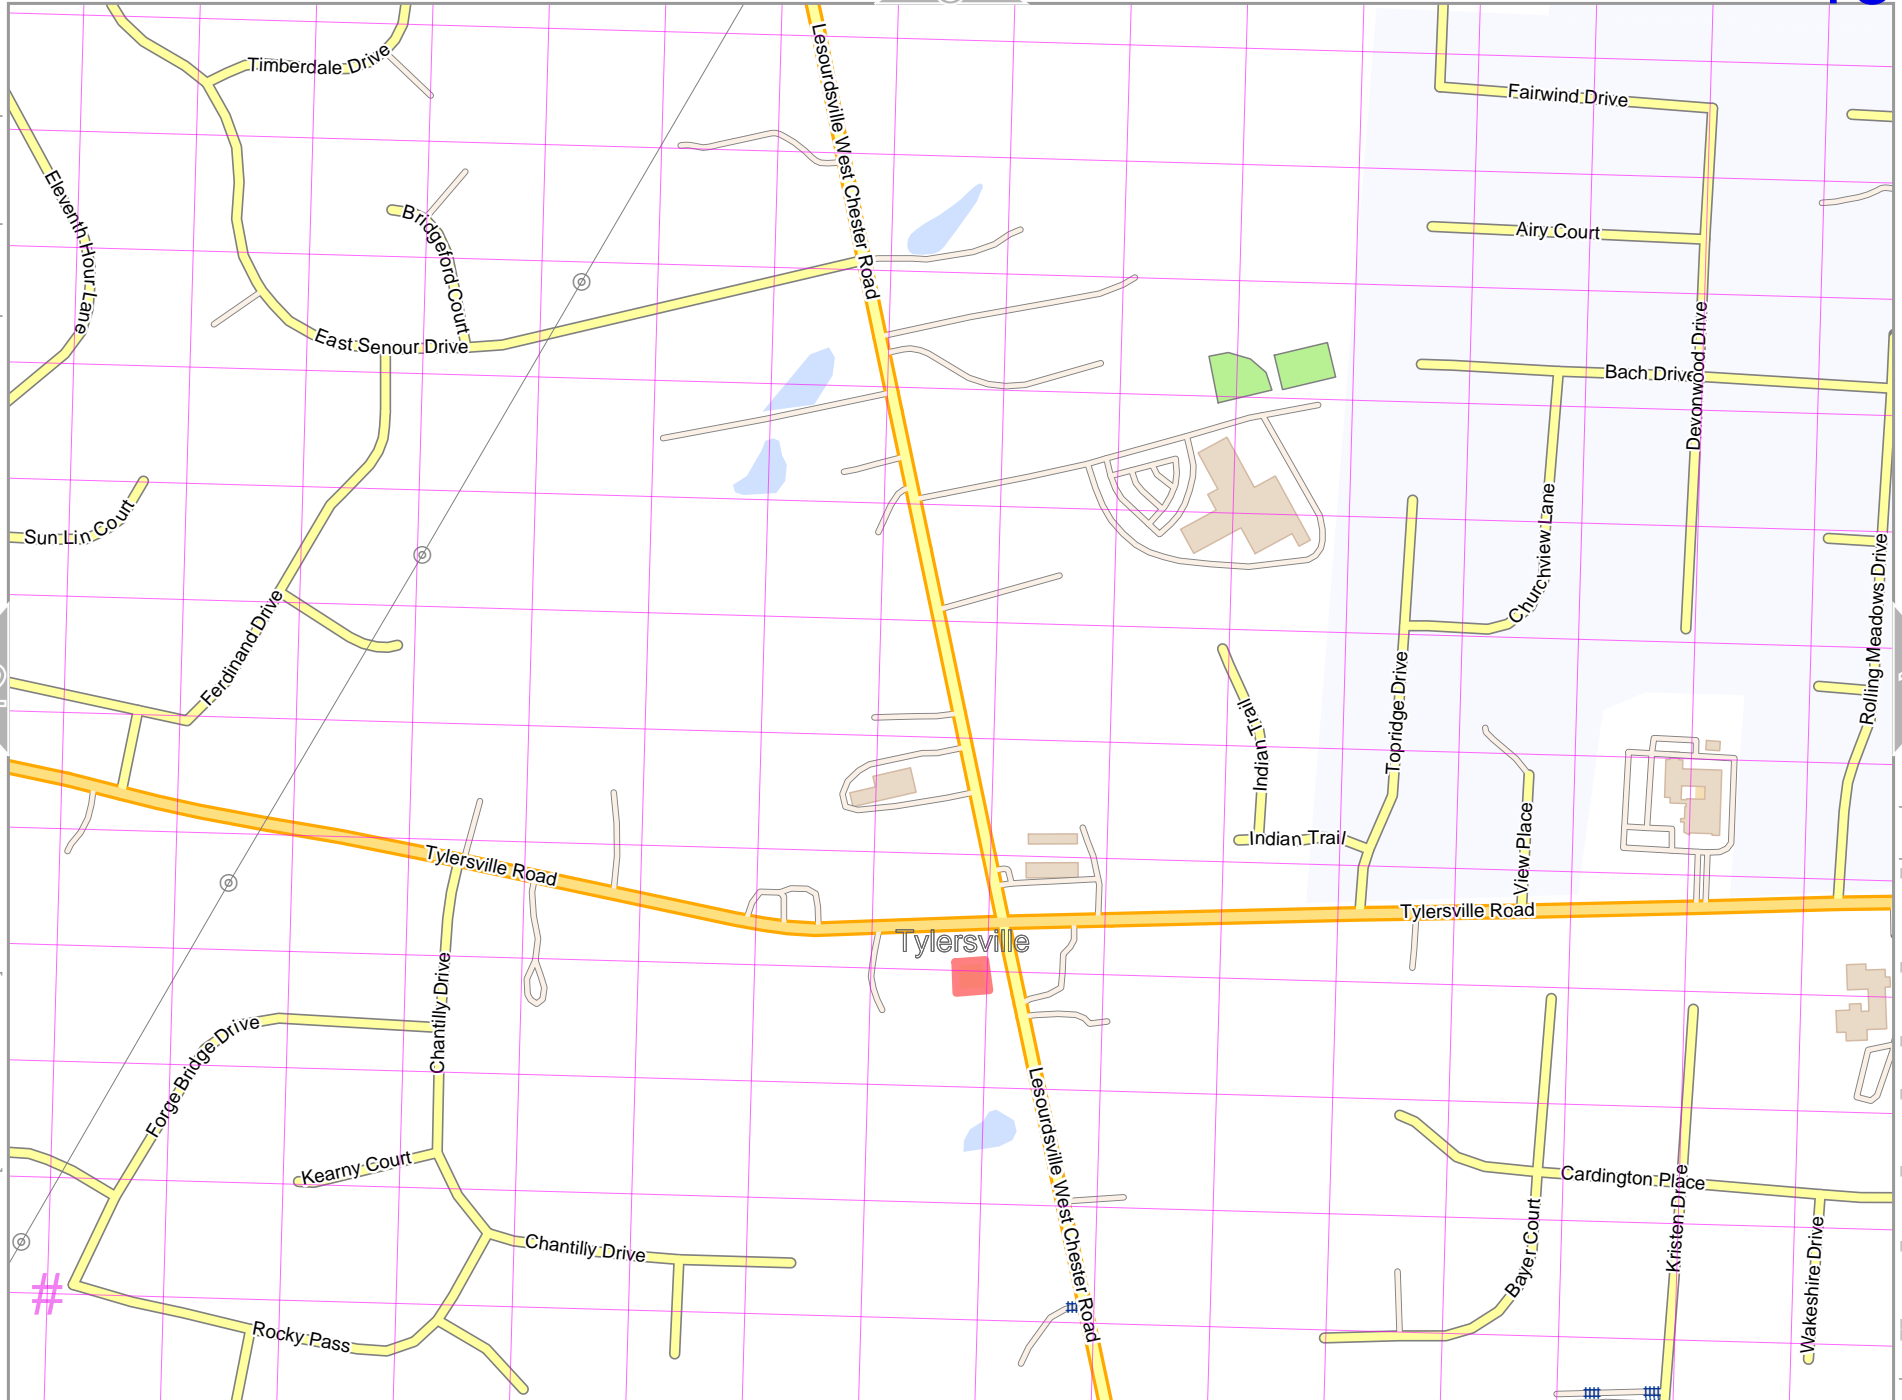 Timberdale Drive
Lesourdsville West Chester Road
Fairwind Drive
Eleventh Hour Lane
Bridgeford Court
Airy Court
East Senour Drive
Devonwood Drive
Bach Drive
Sun Lin Court
Churchview Lane
Rolling Meadows Drive
Ferdinand Drive
Topridge Drive
Indian Trail
Indian Trail
View Place
Tylersville Road
Tylersville Road
Tylersville
Chantilly Drive
Forge Bridge Drive
Lesourdsville West Chester Road
Kearny Court
Cardington Place
Kristen Drive
Bayer Court
Wakeshire Drive
Chantilly Drive
#
Rocky Pass